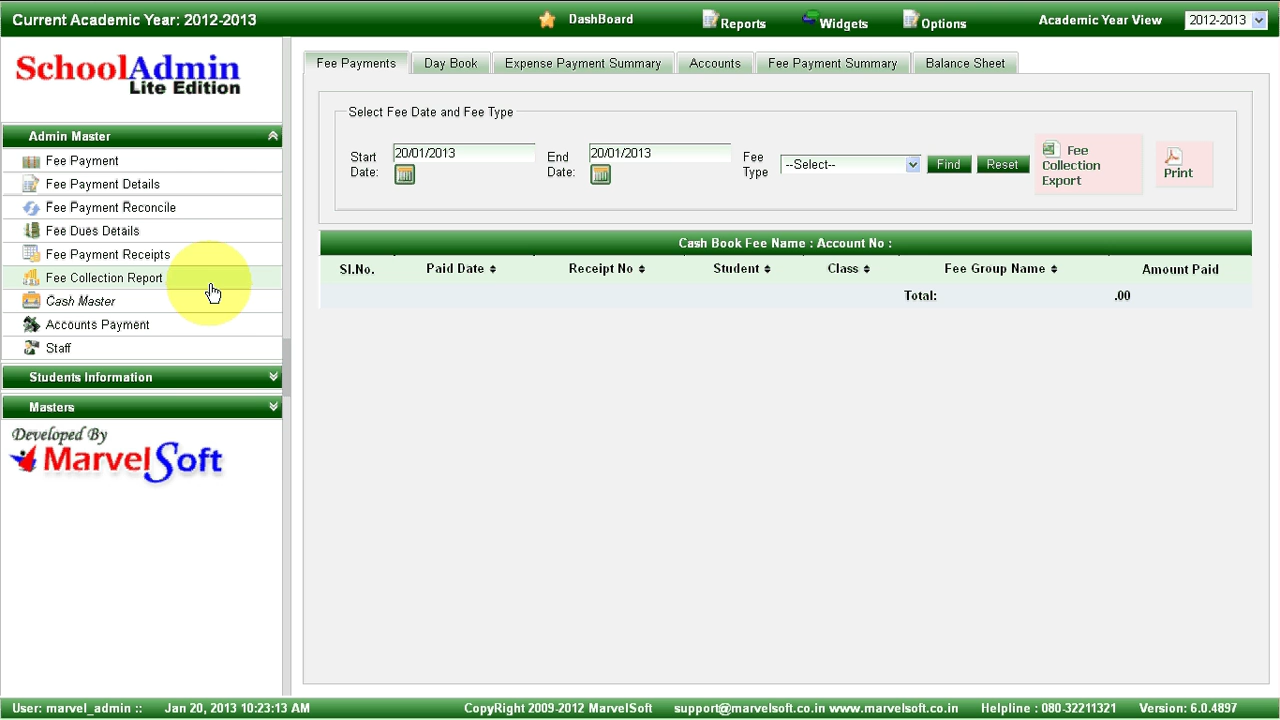 Current Academic Year: 2012-2013
DashBoard
Reports
Widgets
Options
Academic Year View
2012-2013
SchoolAdmin
Lite Edition
Admin Master
Fee Payment
Fee Payment Details
Fee Payment Reconcile
Fee Dues Details
Fee Payment Receipts
Fee Collection Report
Cash Master
Accounts Payment
Staff
Students Information
Masters
Developed By
MarvelSoft
Fee Payments
Day Book
Expense Payment Summary
Accounts
Fee Payment Summary
Balance Sheet
Select Fee Date and Fee Type
Start
Date:
20/01/2013
End
Date:
20/01/2013
Fee
Type
--Select--
Find
Reset
Fee
Collection
Export
Print
Cash Book Fee Name : Account No :
Sl.No.
Paid Date
Receipt No
Student
Class
Fee Group Name
Amount Paid
Total:
.00
User: marvel_admin ::
Jan 20, 2013 10:23:13 AM
CopyRight 2009-2012 MarvelSoft
support@marvelsoft.co.in www.marvelsoft.co.in
Helpline : 080-32211321
Version: 6.0.4897